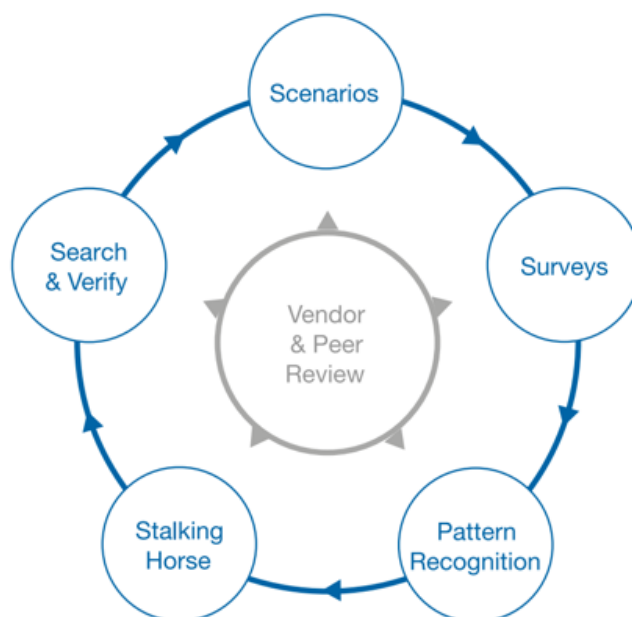 Scenarios
Surveys
Pattern
Recognition
Stalking
Horse
Search
& Verify
Vendor
& Peer
Review